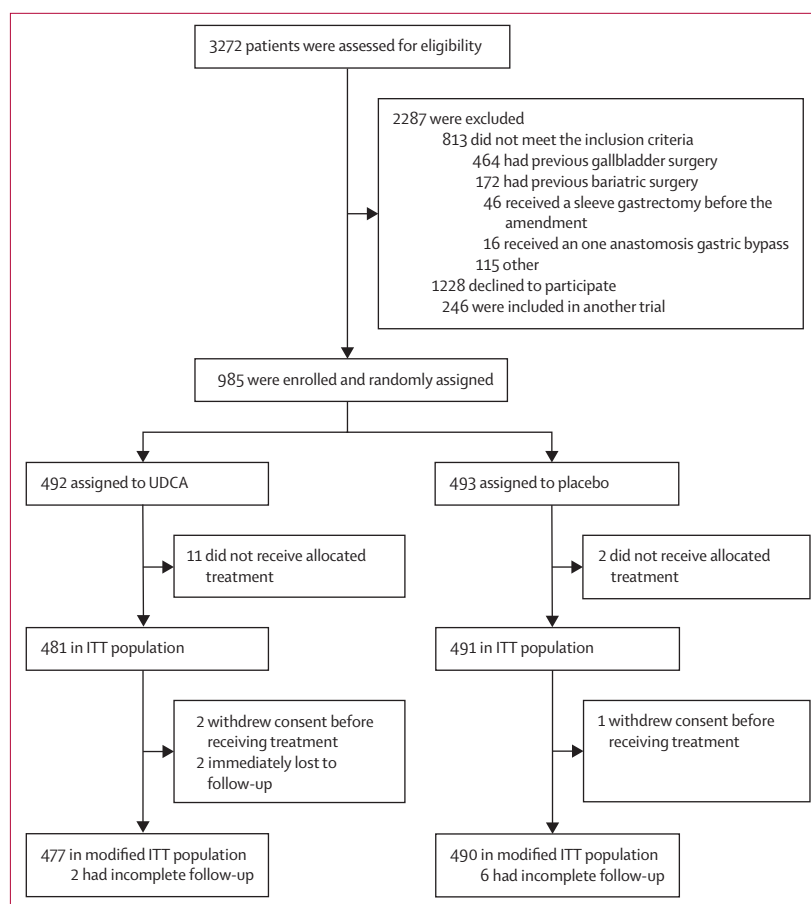 3272 patients were assessed for eligibility
2287 were excluded
813 did not meet the inclusion criteria
464 had previous gallbladder surgery
172 had previous bariatric surgery
46 received a sleeve gastrectomy before the
amendment
16 received an one anastomosis gastric bypass
115 other
1228 declined to participate
246 were included in another trial
985 were enrolled and randomly assigned
492 assigned to UDCA
493 assigned to placebo
11 did not receive allocated
treatment
2 did not receive allocated
treatment
481 in ITT population
491 in ITT population
2 withdrew consent before
receiving treatment
2 immediately lost to
follow-up
1 withdrew consent before
receiving treatment
477 in modified ITT population
2 had incomplete follow-up
490 in modified ITT population
6 had incomplete follow-up